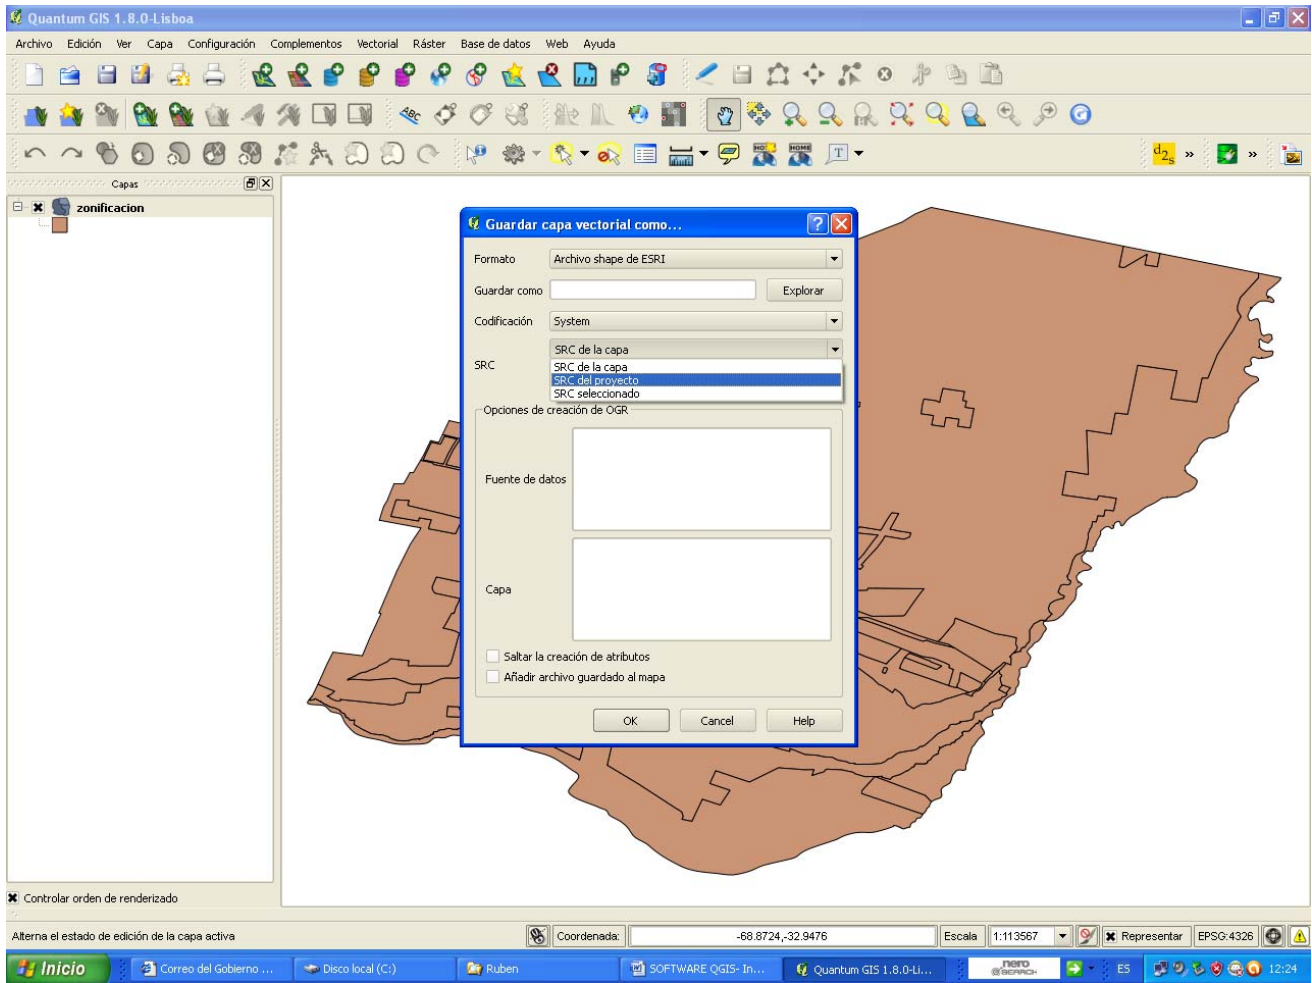 Quantum GIS 1.8.0-Lisboa
Archivo Edición Ver Capa Configuración Complementos Vectorial Ráster Base de datos Web Ayuda
ABC
HOME HOME T
d2s »
»
Capas
zonificacion
Guardar capa vectorial como...
Formato Archivo shape de ESRI
Guardar como Explorar
Codificación System
SRC de la capa
SRC
SRC de la capa
SRC del proyecto
SRC seleccionado
Opciones de creación de OGR
Fuente de datos
Capa
Saltar la creación de atributos
Añadir archivo guardado al mapa
OK Cancel Help
Controlar orden de renderizado
Alterna el estado de edición de la capa activa Coordenada: -68.8724,-32.9476 Escala 1:113567 Representar EPSG:4326
Inicio Correo del Gobierno ... Disco local (C:) Ruben SOFTWARE QGIS- In... Quantum GIS 1.8.0-Li... nero SEARCH ES 12:24